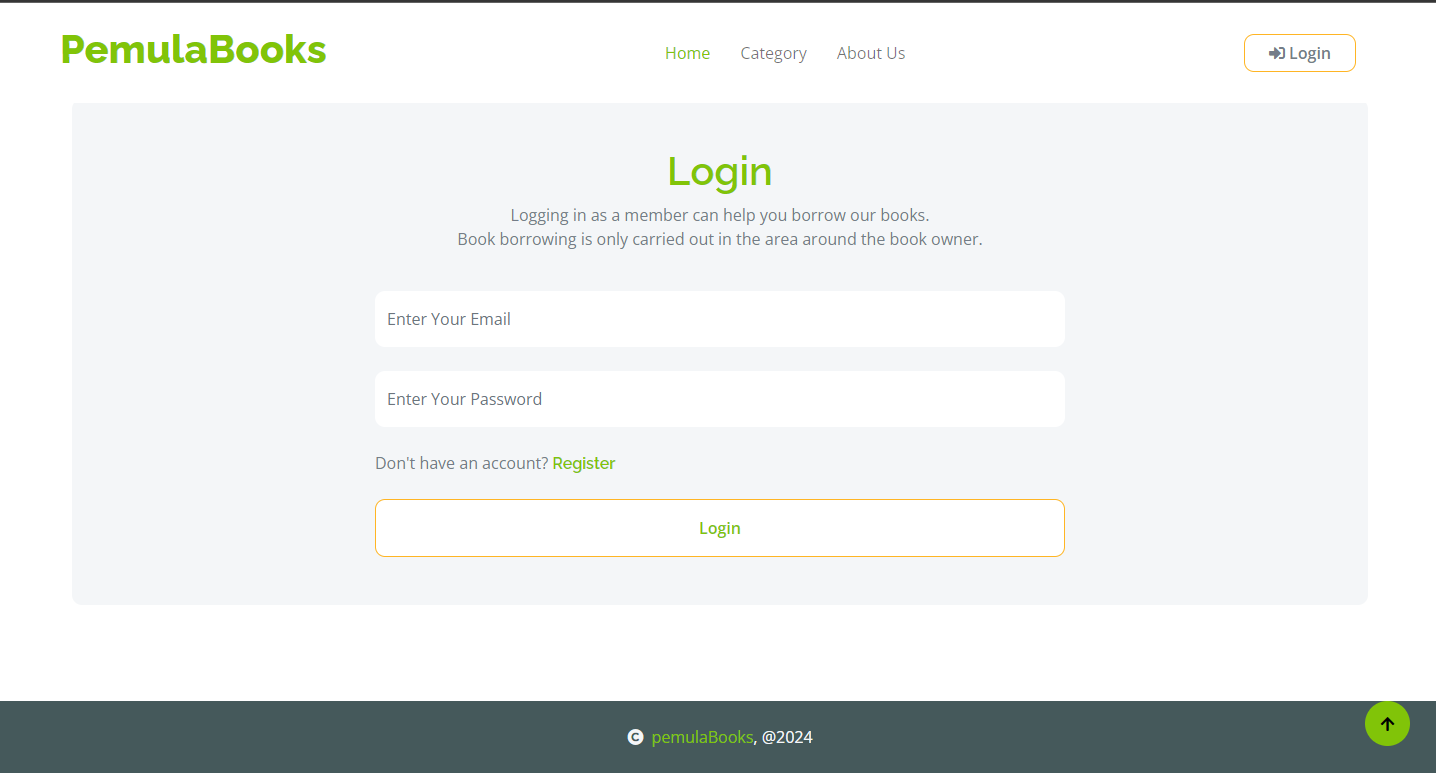 PemulaBooks
Home Category About Us
Login
Login
Logging in as a member can help you borrow our books.
Book borrowing is only carried out in the area around the book owner.
Enter Your Email
Enter Your Password
Don't have an account? Register
Login
© pemulaBooks, @2024